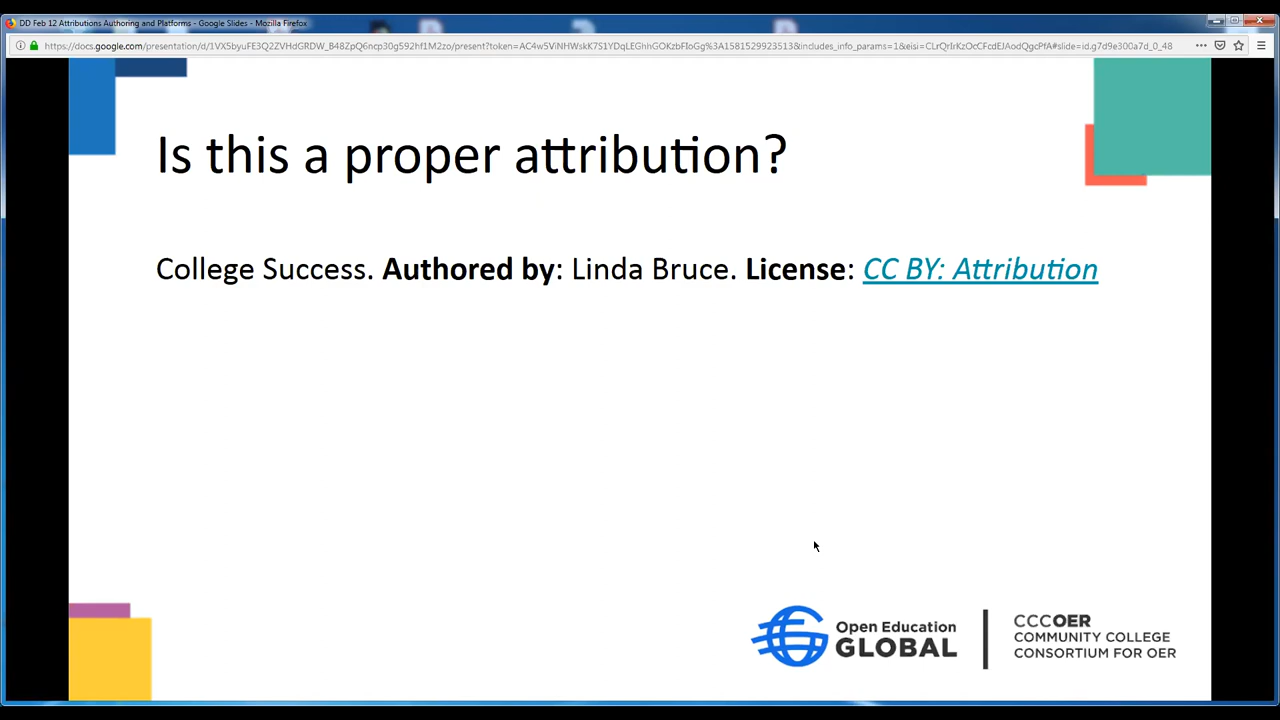 DD Feb 12 Attributions Authoring and Platforms - Google Slides - Mozilla Firefox
Is this a proper attribution?
College Success. Authored by: Linda Bruce. License: CC BY: Attribution
Open Education
GLOBAL
CCCOER
COMMUNITY COLLEGE
CONSORTIUM FOR OER